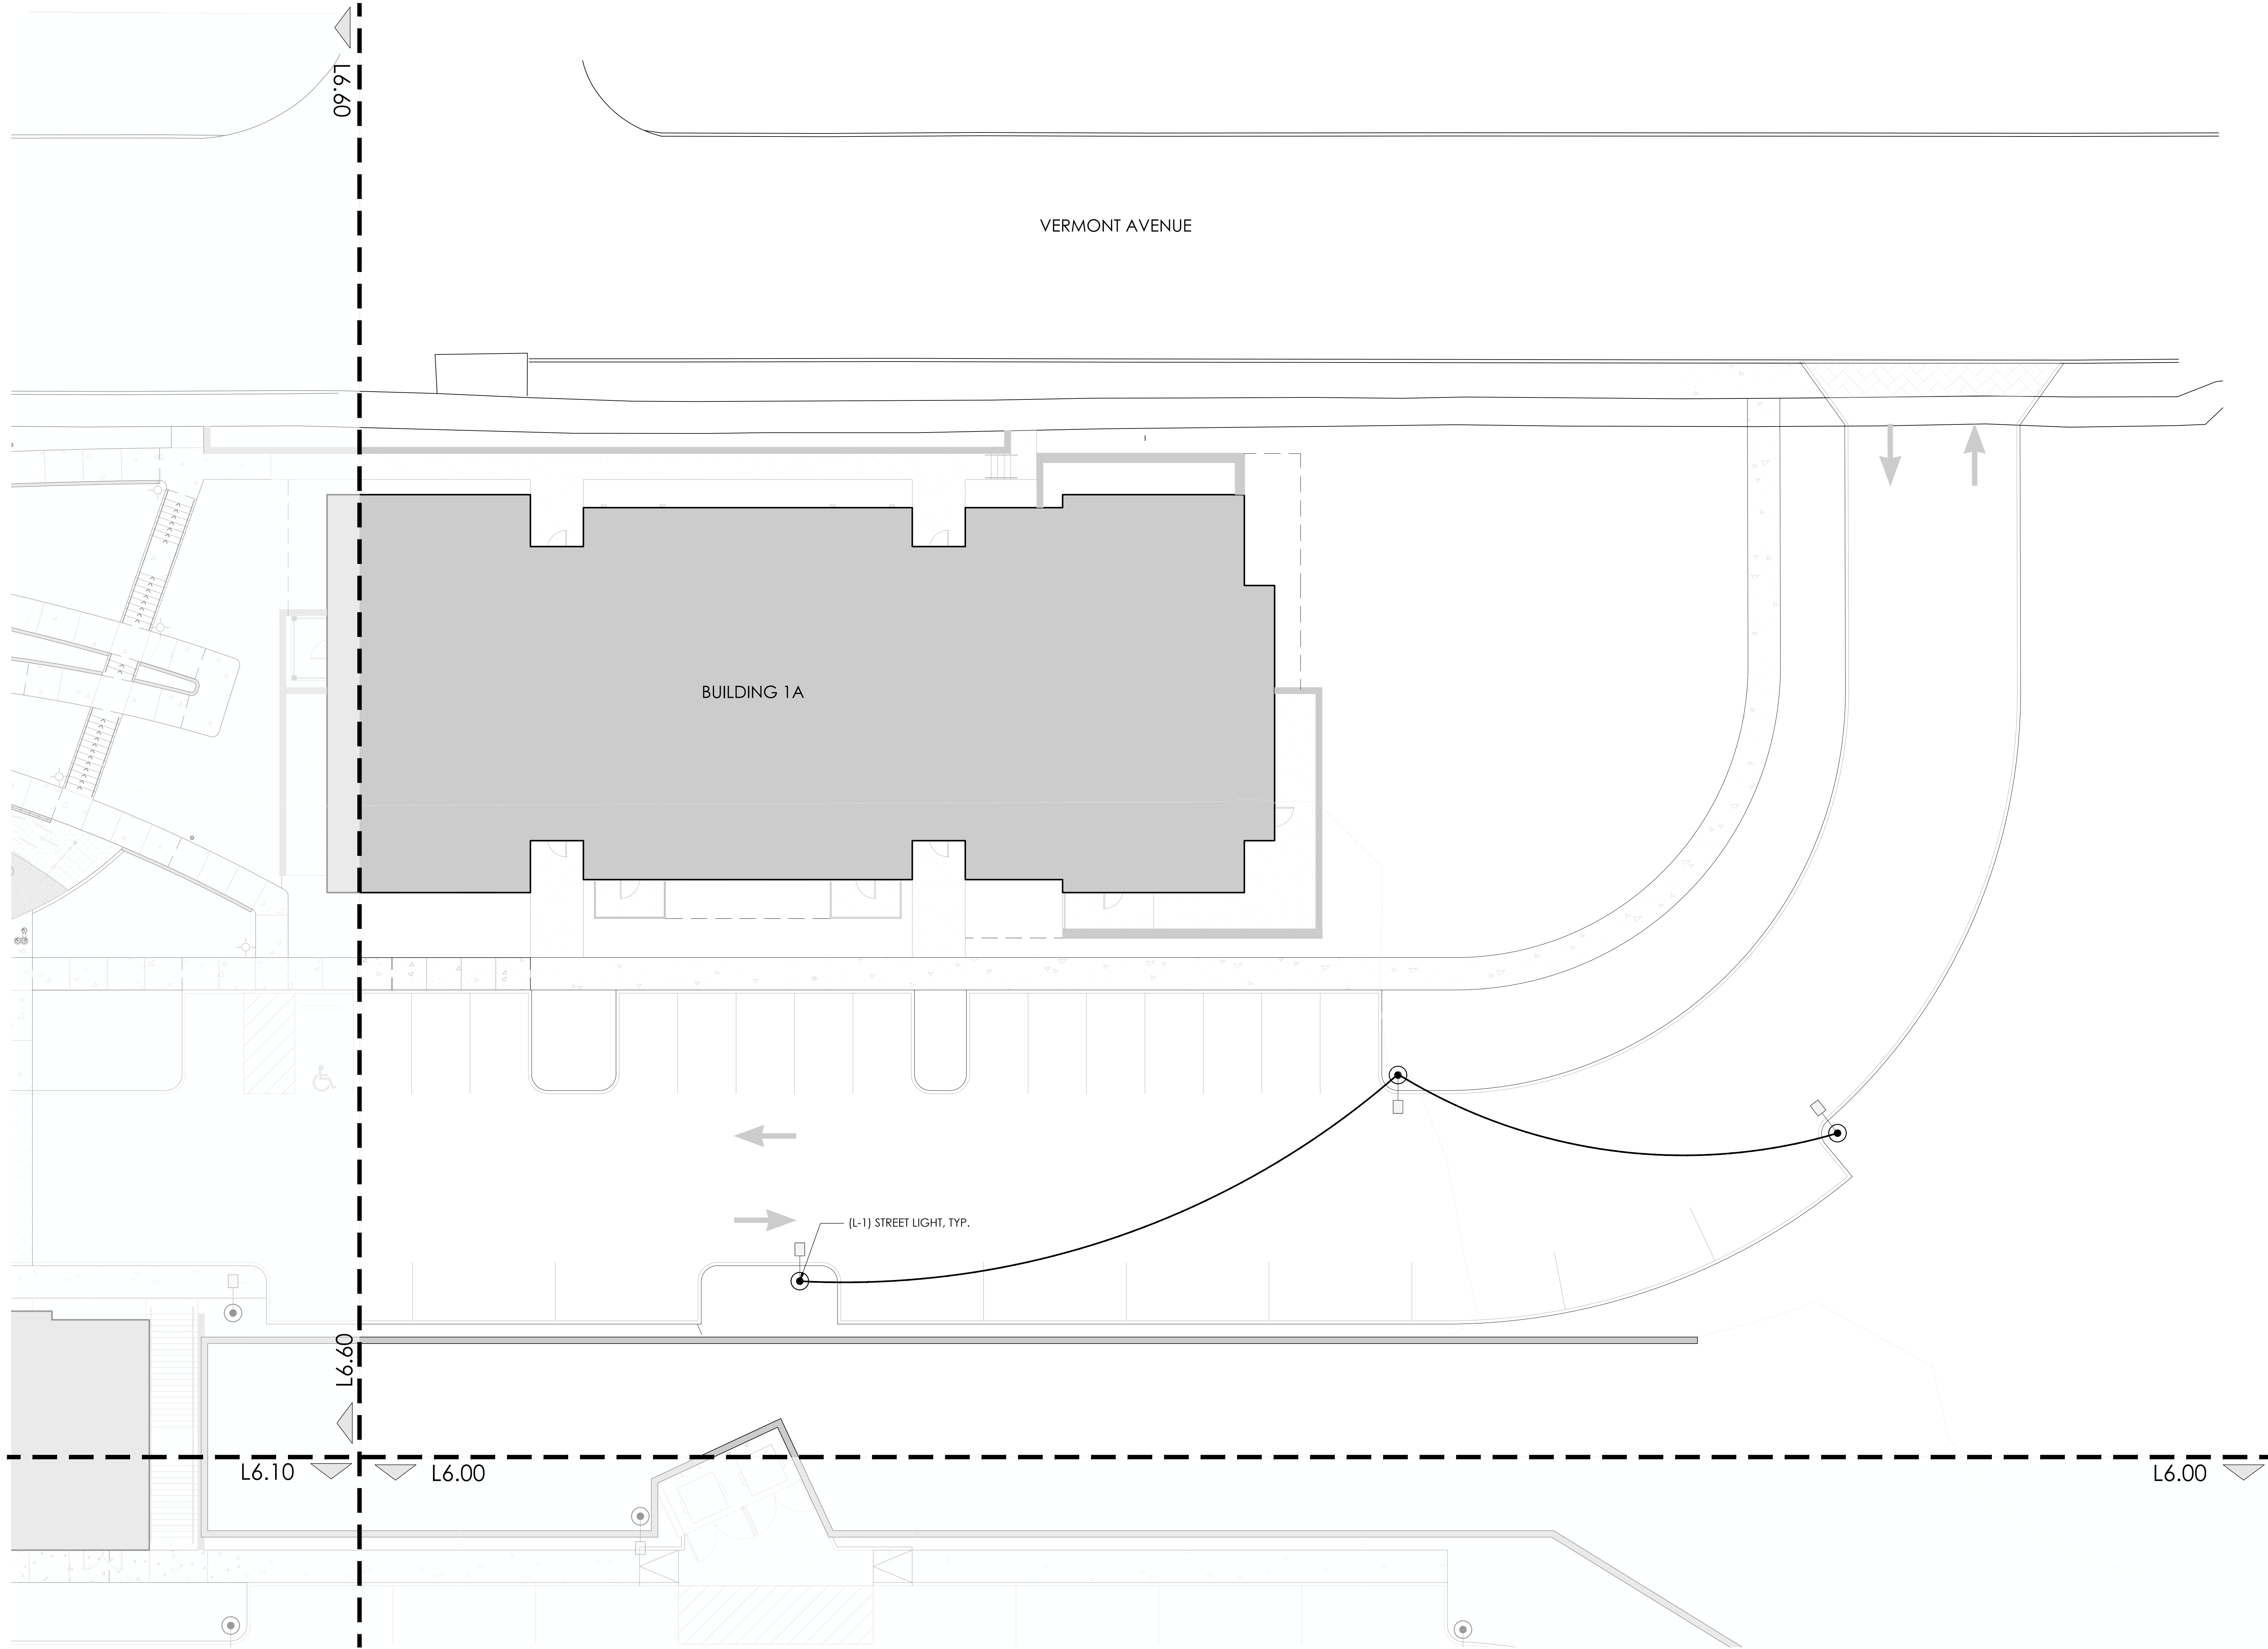 L6.60
VERMONT AVENUE
BUILDING 1A
(L-1) STREET LIGHT, TYP.
L6.60
L6.10
L6.00
L6.00